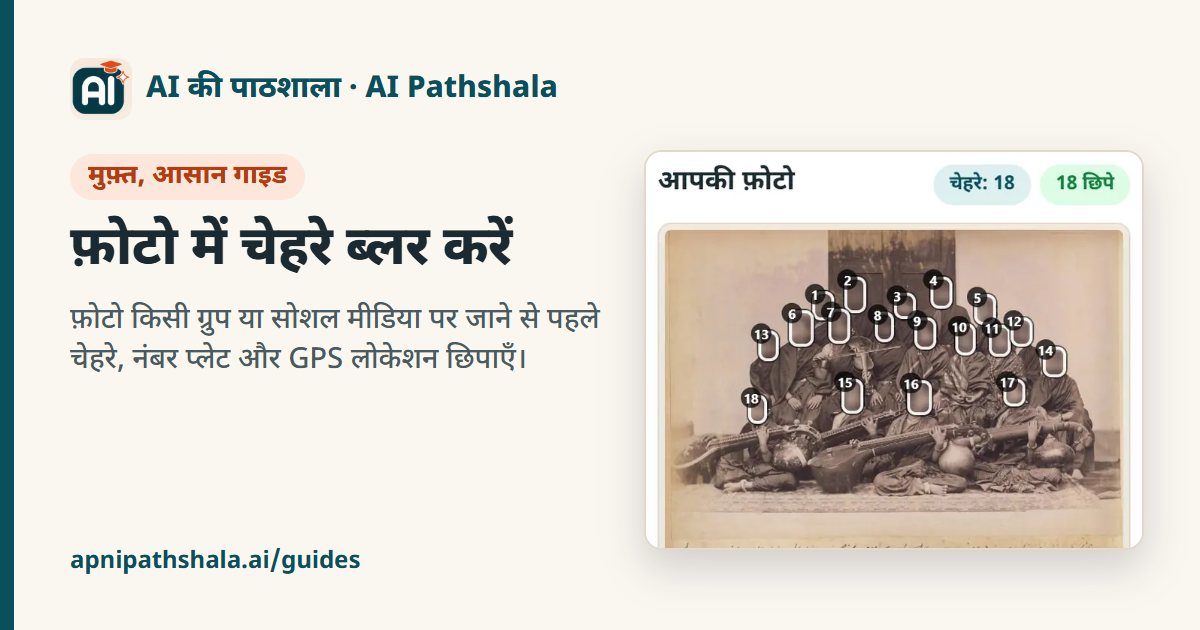 AI
AI की पाठशाला · AI Pathshala
मुफ़्त, आसान गाइड
फ़ोटो में चेहरे ब्लर करें
फ़ोटो किसी ग्रुप या सोशल मीडिया पर जाने से पहले
चेहरे, नंबर प्लेट और GPS लोकेशन छिपाएँ।
apnipathshala.ai/guides
आपकी फ़ोटो
चेहरे: 18
18 छिपे
1
2
3
4
5
6
7
8
9
10
11
12
13
14
15
16
17
18